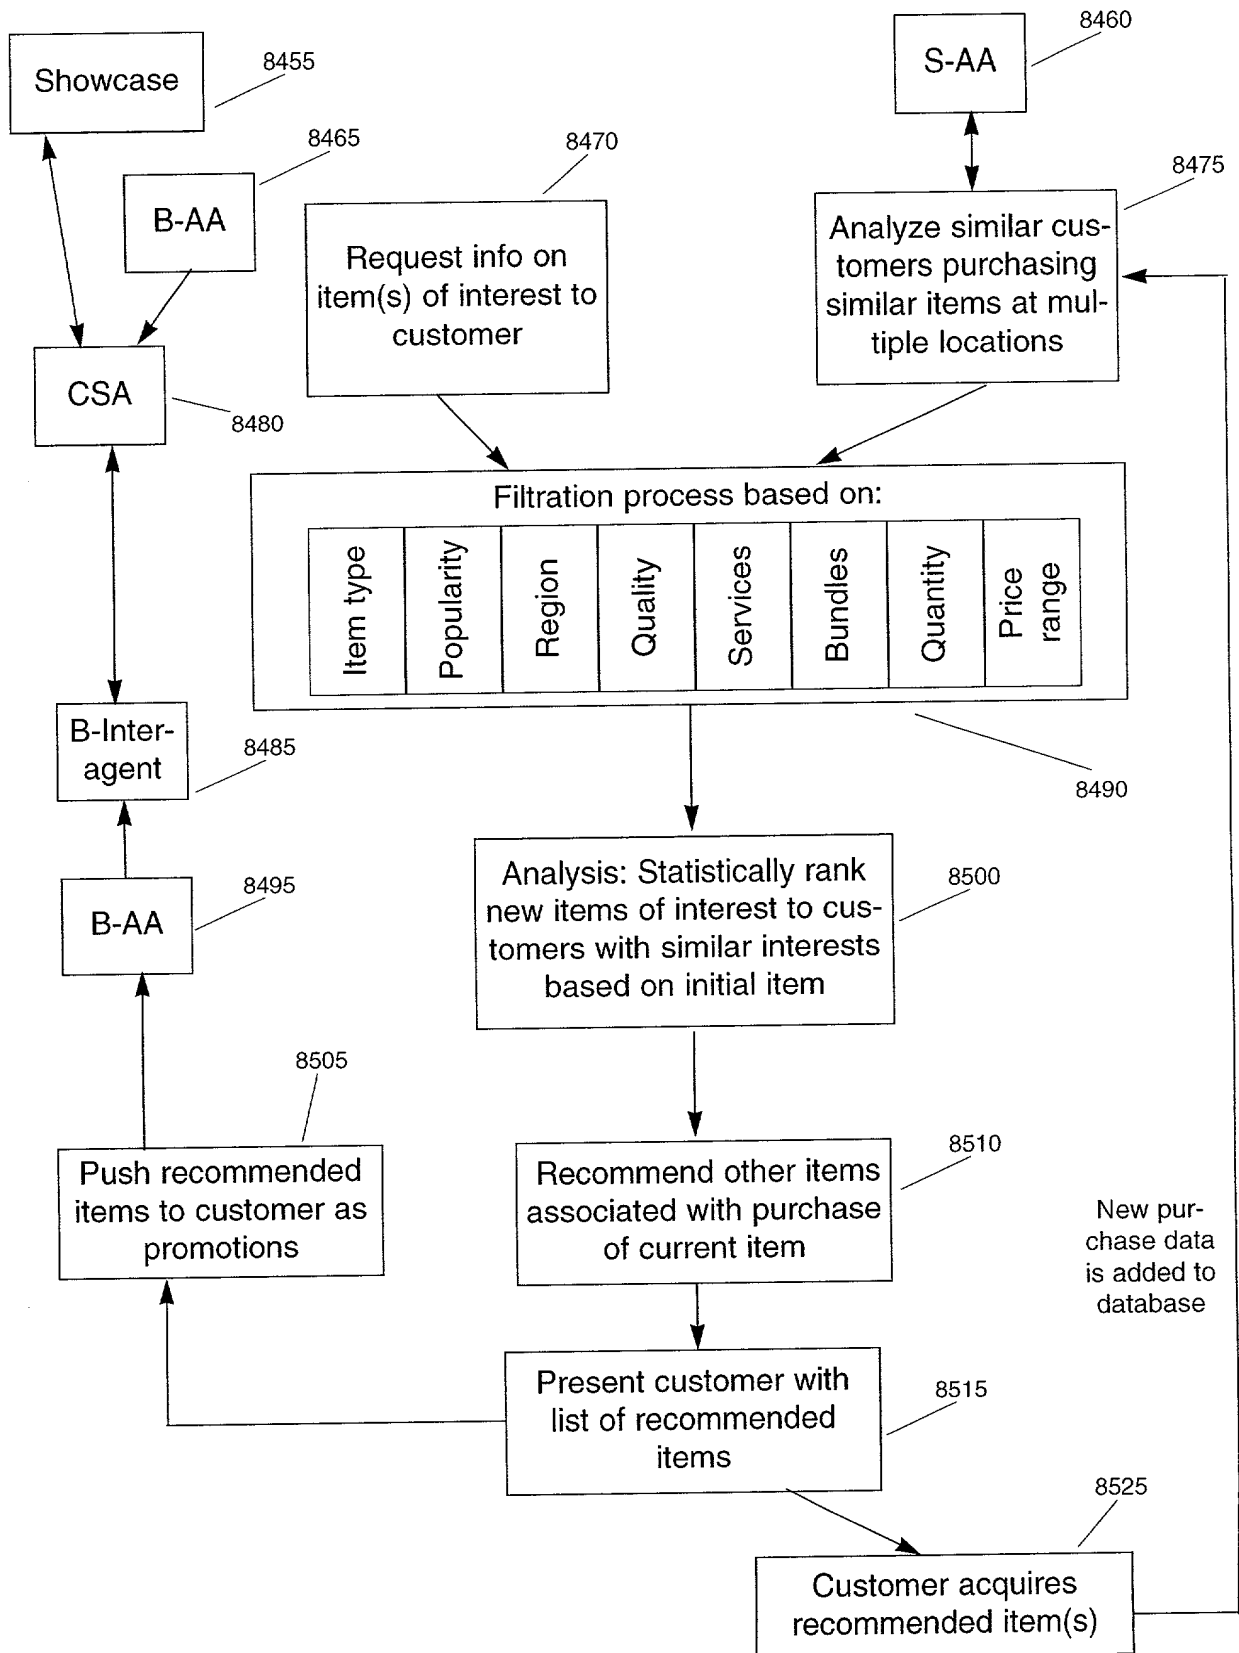 8460
S-AA
8455
Showcase
8465
B-AA
8470
Request info on
item(s) of interest to
customer
8475
Analyze similar cus-
tomers purchasing
similar items at mul-
tiple locations
CSA
8480
Filtration process based on:
Item type
Popularity
Region
Quality
Services
Bundles
Quantity
Price
range
8490
B-Inter-
agent
8485
8495
B-AA
Analysis: Statistically rank
new items of interest to cus-
tomers with similar interests
based on initial item
8500
8505
Push recommended
items to customer as
promotions
Recommend other items
associated with purchase
of current item
8510
New pur-
chase data
is added to
database
Present customer with
list of recommended
items
8515
8525
Customer acquires
recommended item(s)